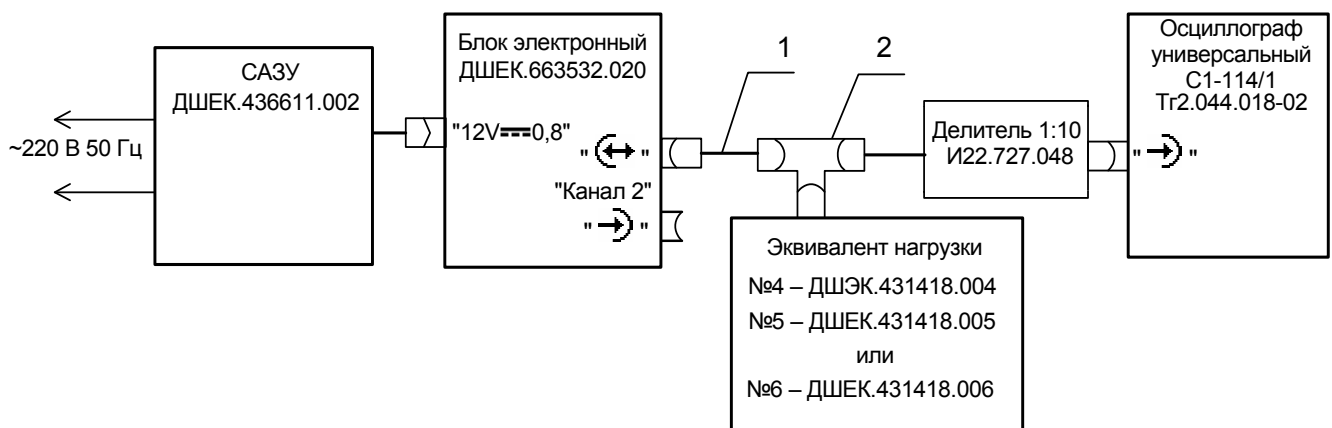 ~220 В 50 Гц
САЗУ
ДШЕК.436611.002
Блок электронный
ДШЕК.663532.020
"12V 0,8"
" "
"Канал 2"
" "
1
2
Делитель 1:10
И22.727.048
Эквивалент нагрузки
№4 – ДШЭК.431418.004
№5 – ДШЕК.431418.005
или
№6 – ДШЕК.431418.006
Осциллограф
универсальный
С1-114/1
Тг2.044.018-02
" "